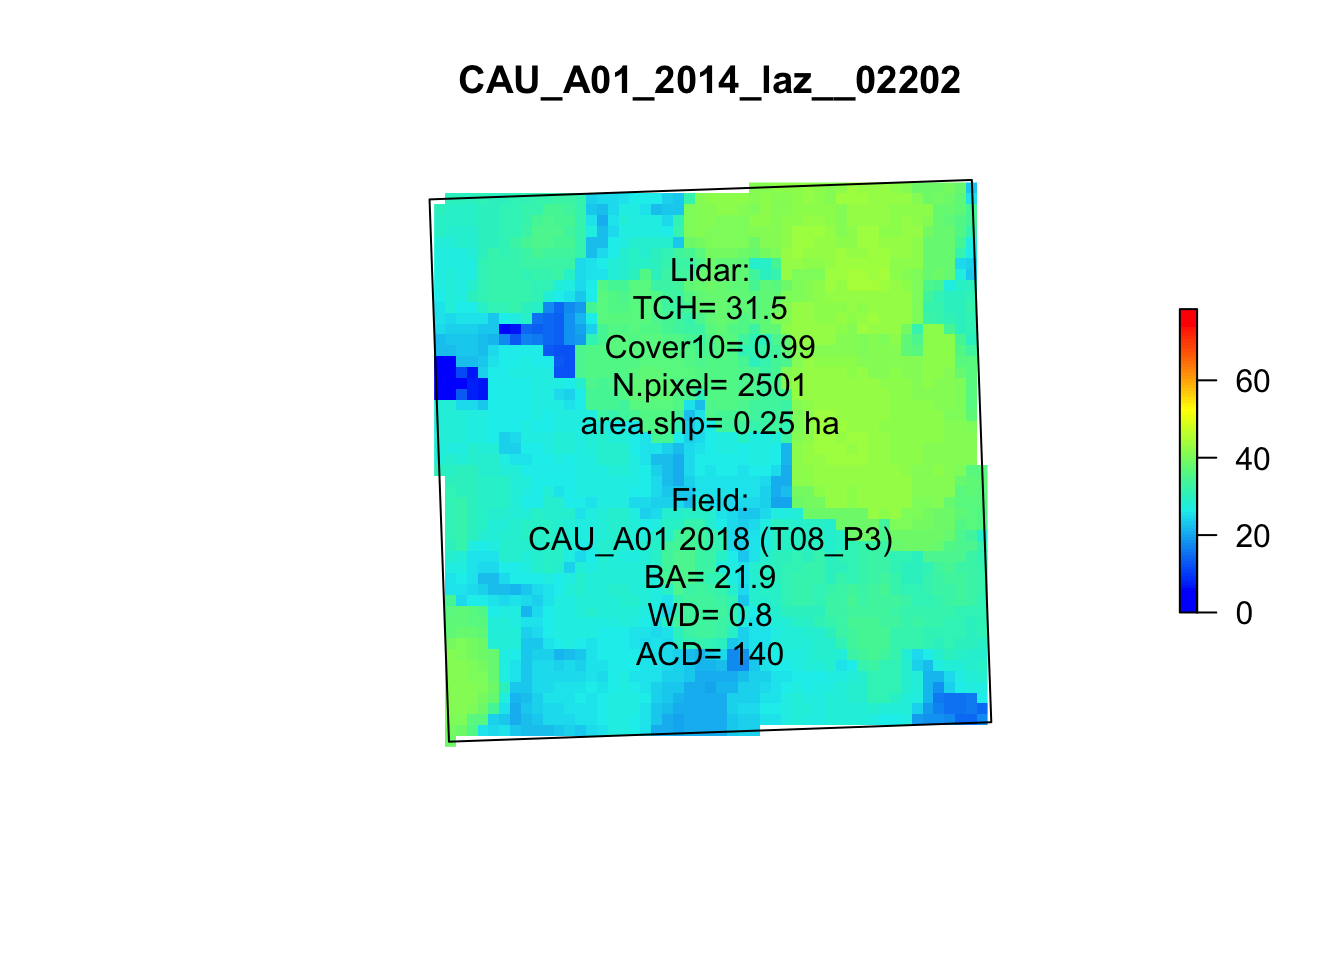 CAU_A01_2014_laz__02202
Lidar:
TCH= 31.5
Cover10= 0.99
N.pixel= 2501
area.shp= 0.25 ha
Field:
CAU_A01 2018 (T08_P3)
BA= 21.9
WD= 0.8
ACD= 140
60
40
20
0